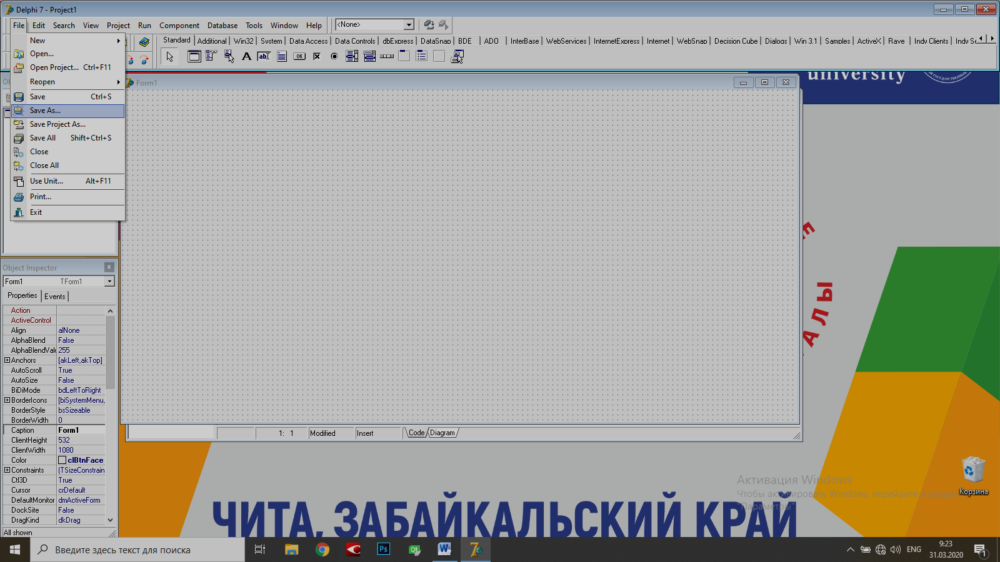 Delphi 7 - Project1
File Edit Search View Project Run Component Database Tools Window Help
<None>
Standard Additional Win32 System Data Access Data Controls dbExpress DataSnap BDE ADO InterBase WebServices InternetExpress Internet WebSnap Decision Cube Dialogs Win 3.1 Samples ActiveX Rave Indy Clients Indy Se
New
Open...
Open Project... Ctrl+F11
Reopen
Save Ctrl+S
Save As...
Save Project As...
Save All Shift+Ctrl+S
Close
Close All
Use Unit... Alt+F11
Print...
Exit
Form1
university
Object Inspector
Form1 TForm1
Properties Events
Action
ActiveControl
Align alNone
AlphaBlend False
AlphaBlendValu 255
Anchors [akLeft,akTop]
AutoScroll True
AutoSize False
BiDiMode bdLeftToRight
BorderIcons [biSystemMenu,
BorderStyle bsSizeable
BorderWidth 0
Caption Form1
ClientHeight 532
ClientWidth 1080
Color clBtnFace
Constraints (TSizeConstrain
Ctl3D True
Cursor crDefault
DefaultMonitor dmActiveForm
DockSite False
DragKind dkDrag
All shown
1: 1 Modified Insert Code Diagram
Е
АЛЫ
Активация Windows
Чтобы активировать Windows, перейдите в раздел
"Параметры".
Корзина
ЧИТА, ЗАБАЙКАЛЬСКИЙ КРАЙ
Введите здесь текст для поиска
Ps
Qt
W
7
ENG
9:23
31.03.2020
1